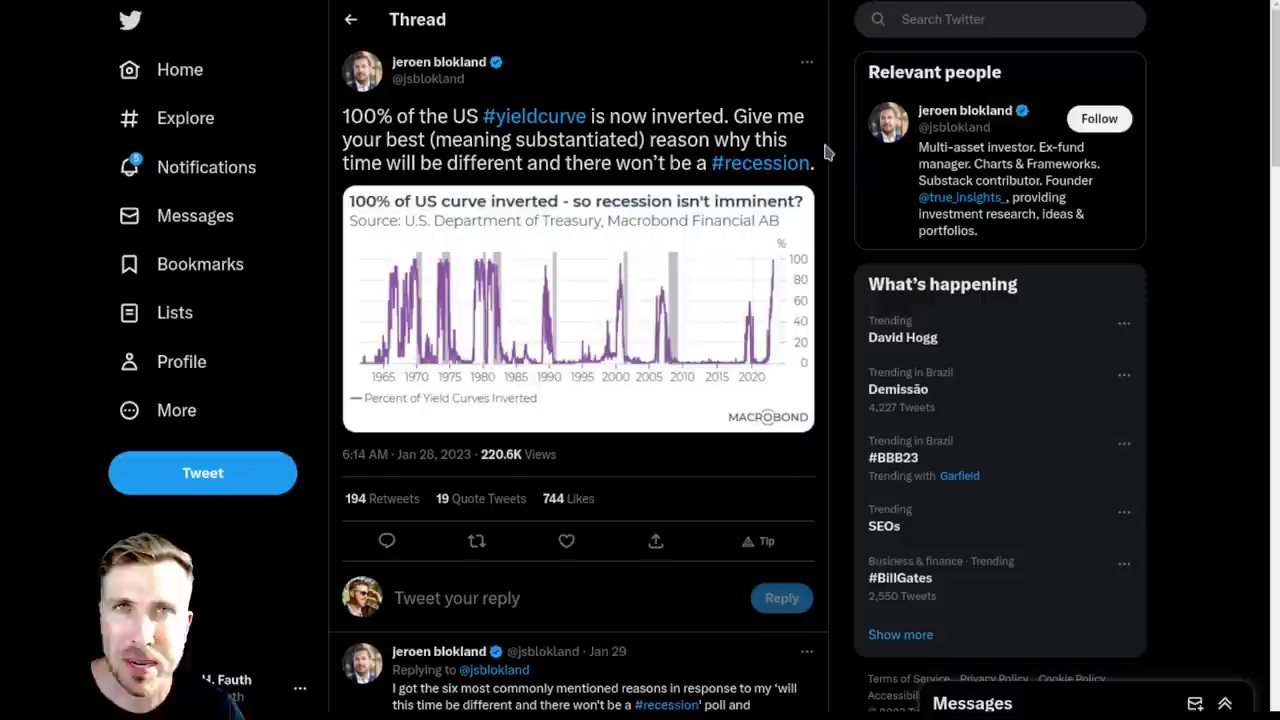 Home
Explore
5
Notifications
Messages
Bookmarks
Lists
Profile
More
Tweet
H. Fauth
th
Thread
jeroen blokland
@jsblokland
100% of the US #yieldcurve is now inverted. Give me
your best (meaning substantiated) reason why this
time will be different and there won't be a #recession.
100% of US curve inverted - so recession isn't imminent?
Source: U.S. Department of Treasury, Macrobond Financial AB
%
100
80
60
40
20
0
1965 1970 1975 1980 1985 1990 1995 2000 2005 2010 2015 2020
Percent of Yield Curves Inverted
MACROBOND
6:14 AM · Jan 28, 2023 · 220.6K Views
194 Retweets 19 Quote Tweets 744 Likes
Tip
Tweet your reply
Reply
jeroen blokland @jsblokland · Jan 29
Replying to @jsblokland
I got the six most commonly mentioned reasons in response to my 'will
this time be different and there won't be a #recession' poll and
Search Twitter
Relevant people
jeroen blokland
@jsblokland
Follow
Multi-asset investor. Ex-fund
manager. Charts & Frameworks.
Substack contributor. Founder
@true_insights_, providing
investment research, ideas &
portfolios.
What's happening
Trending
David Hogg
Trending in Brazil
Demissão
4,227 Tweets
Trending in Brazil
#BBB23
Trending with Garfield
Trending
SEOs
Business & finance · Trending
#BillGates
2,550 Tweets
Show more
Terms of Service Privacy Policy Cookie Policy
Accessibil
Messages